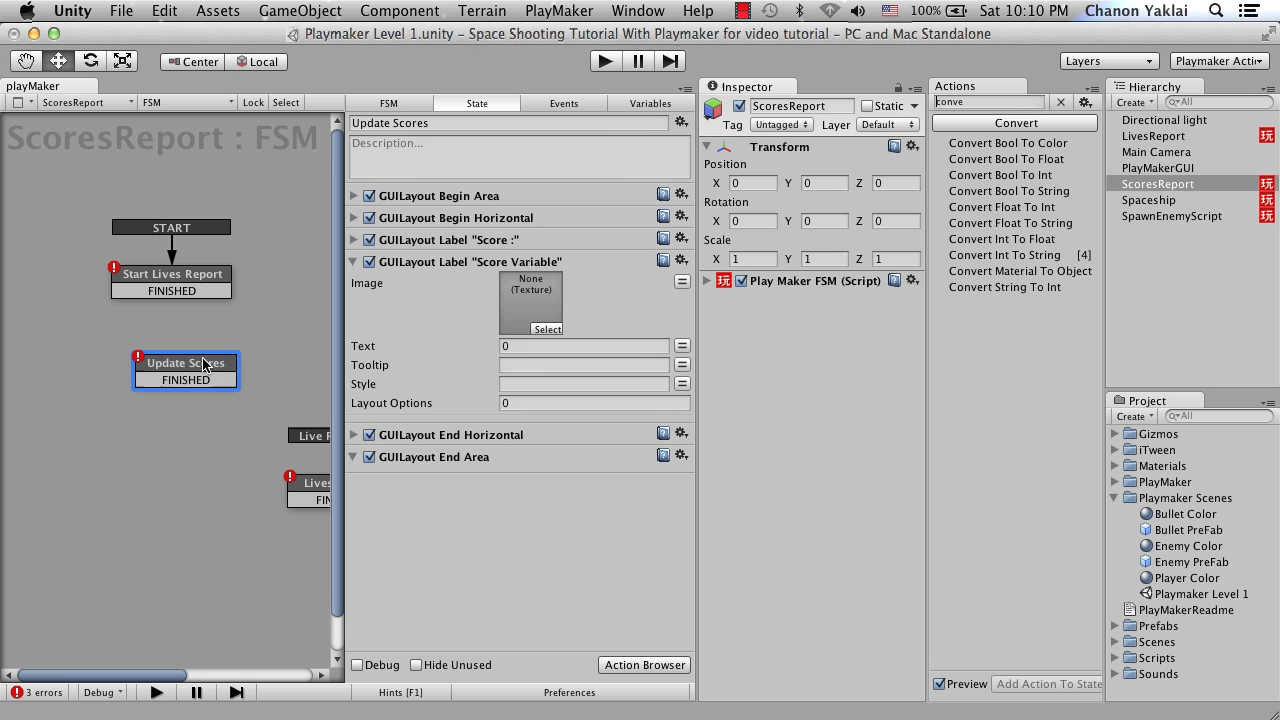 Unity File Edit Assets GameObject Component Terrain PlayMaker Window Help 100% Sat 10:10 PM Chanon Yaklai
Playmaker Level 1.unity – Space Shooting Tutorial With Playmaker for video tutorial – PC and Mac Standalone
Center Local Layers Playmaker Activ
playMaker
ScoresReport FSM Lock Select
ScoresReport : FSM
START
Start Lives Report
FINISHED
Update Scores
FINISHED
Live R
Lives
FIN
3 errors Debug
FSM State Events Variables
Update Scores
Description...
GUILayout Begin Area
GUILayout Begin Horizontal
GUILayout Label "Score :"
GUILayout Label "Score Variable"
Image
None
(Texture)
Select
Text 0
Tooltip
Style
Layout Options 0
GUILayout End Horizontal
GUILayout End Area
Debug Hide Unused Action Browser
Hints [F1] Preferences
Inspector
ScoresReport Static
Tag Untagged Layer Default
Transform
Position
X 0 Y 0 Z 0
Rotation
X 0 Y 0 Z 0
Scale
X 1 Y 1 Z 1
玩 Play Maker FSM (Script)
Actions
conve
Convert
Convert Bool To Color
Convert Bool To Float
Convert Bool To Int
Convert Bool To String
Convert Float To Int
Convert Float To String
Convert Int To Float
Convert Int To String [4]
Convert Material To Object
Convert String To Int
Preview Add Action To State
Hierarchy
Create All
Directional light
LivesReport 玩
Main Camera
PlayMakerGUI
ScoresReport 玩
Spaceship 玩
SpawnEnemyScript 玩
Project
Create All
Gizmos
iTween
Materials
PlayMaker
Playmaker Scenes
Bullet Color
Bullet PreFab
Enemy Color
Enemy PreFab
Player Color
Playmaker Level 1
PlayMakerReadme
Prefabs
Scenes
Scripts
Sounds